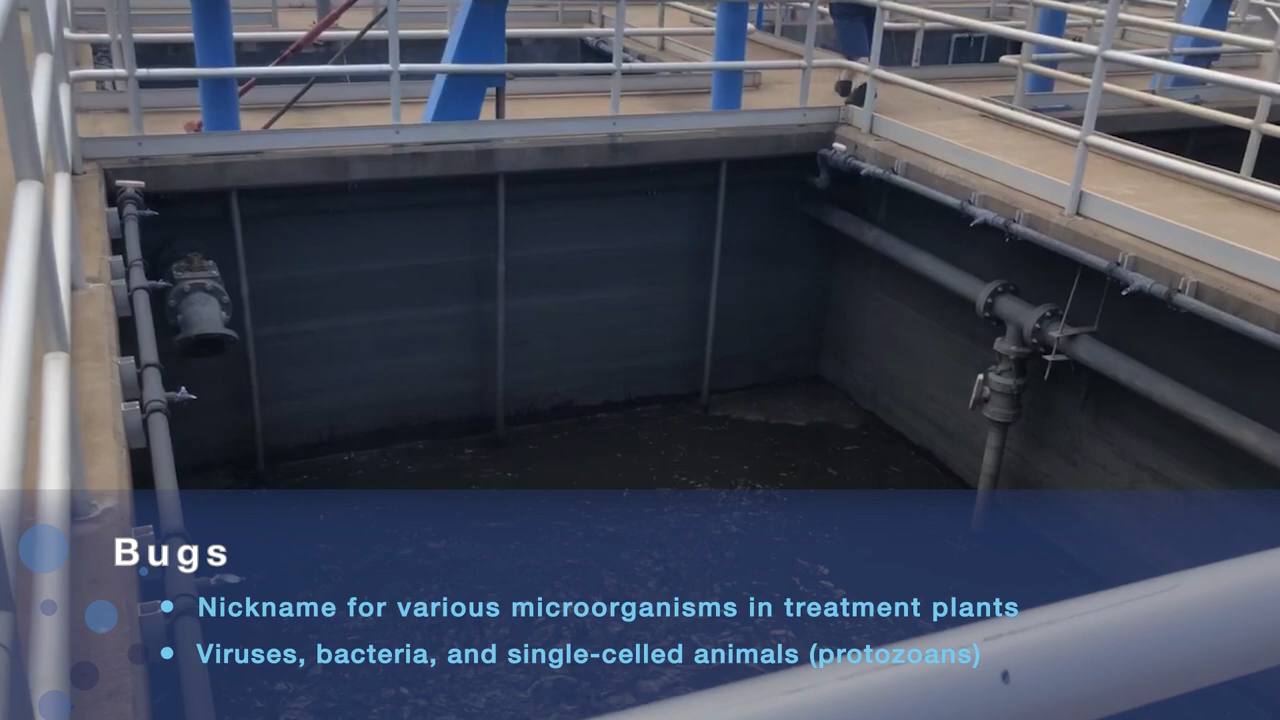 Bugs
• Nickname for various microorganisms in treatment plants
• Viruses, bacteria, and single-celled animals (protozoans)